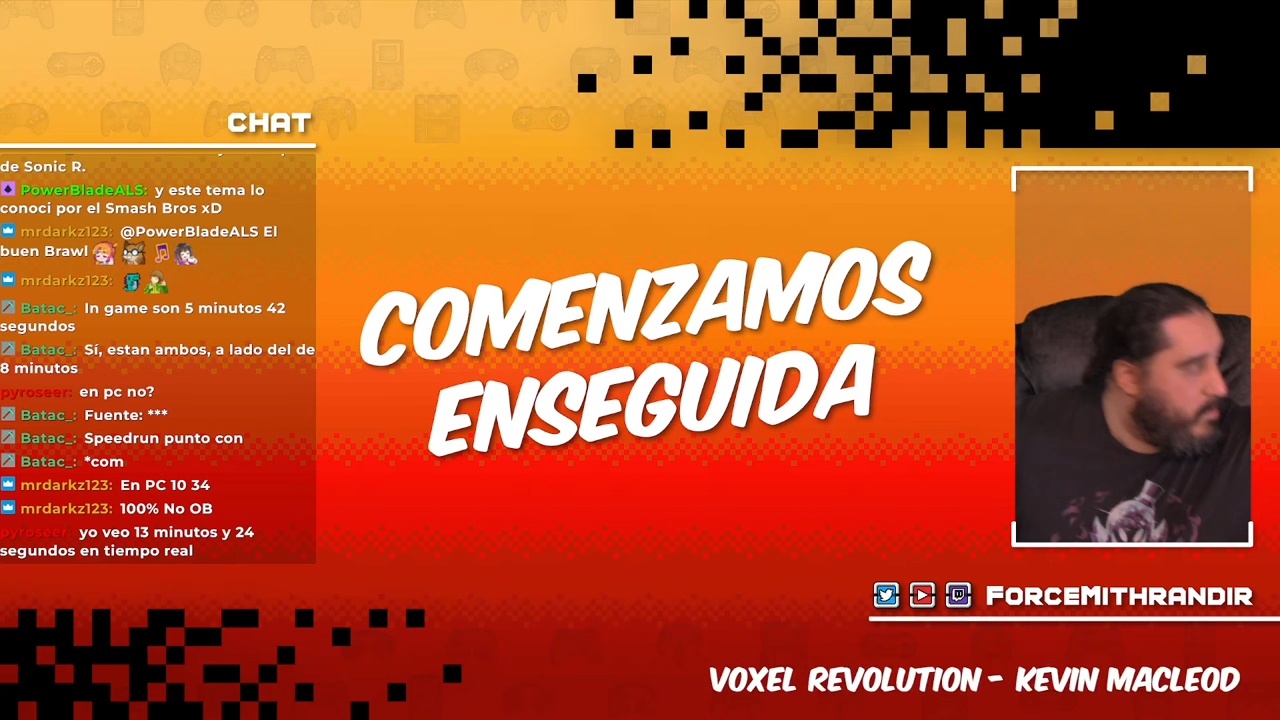 CHAT
de Sonic R.
PowerBladeALS: y este tema lo
conoci por el Smash Bros xD
mrdarkz123: @PowerBladeALS El
buen Brawl
mrdarkz123:
Batac_: In game son 5 minutos 42
segundos
Batac_: Sí, estan ambos, a lado del de
8 minutos
pyroseer: en pc no?
Batac_: Fuente: ***
Batac_: Speedrun punto con
Batac_: *com
mrdarkz123: En PC 10 34
mrdarkz123: 100% No OB
pyroseer: yo veo 13 minutos y 24
segundos en tiempo real
COMENZAMOS
ENSEGUIDA
ForceMithrandir
VOXEL REVOLUTION - KEVIN MACLEOD